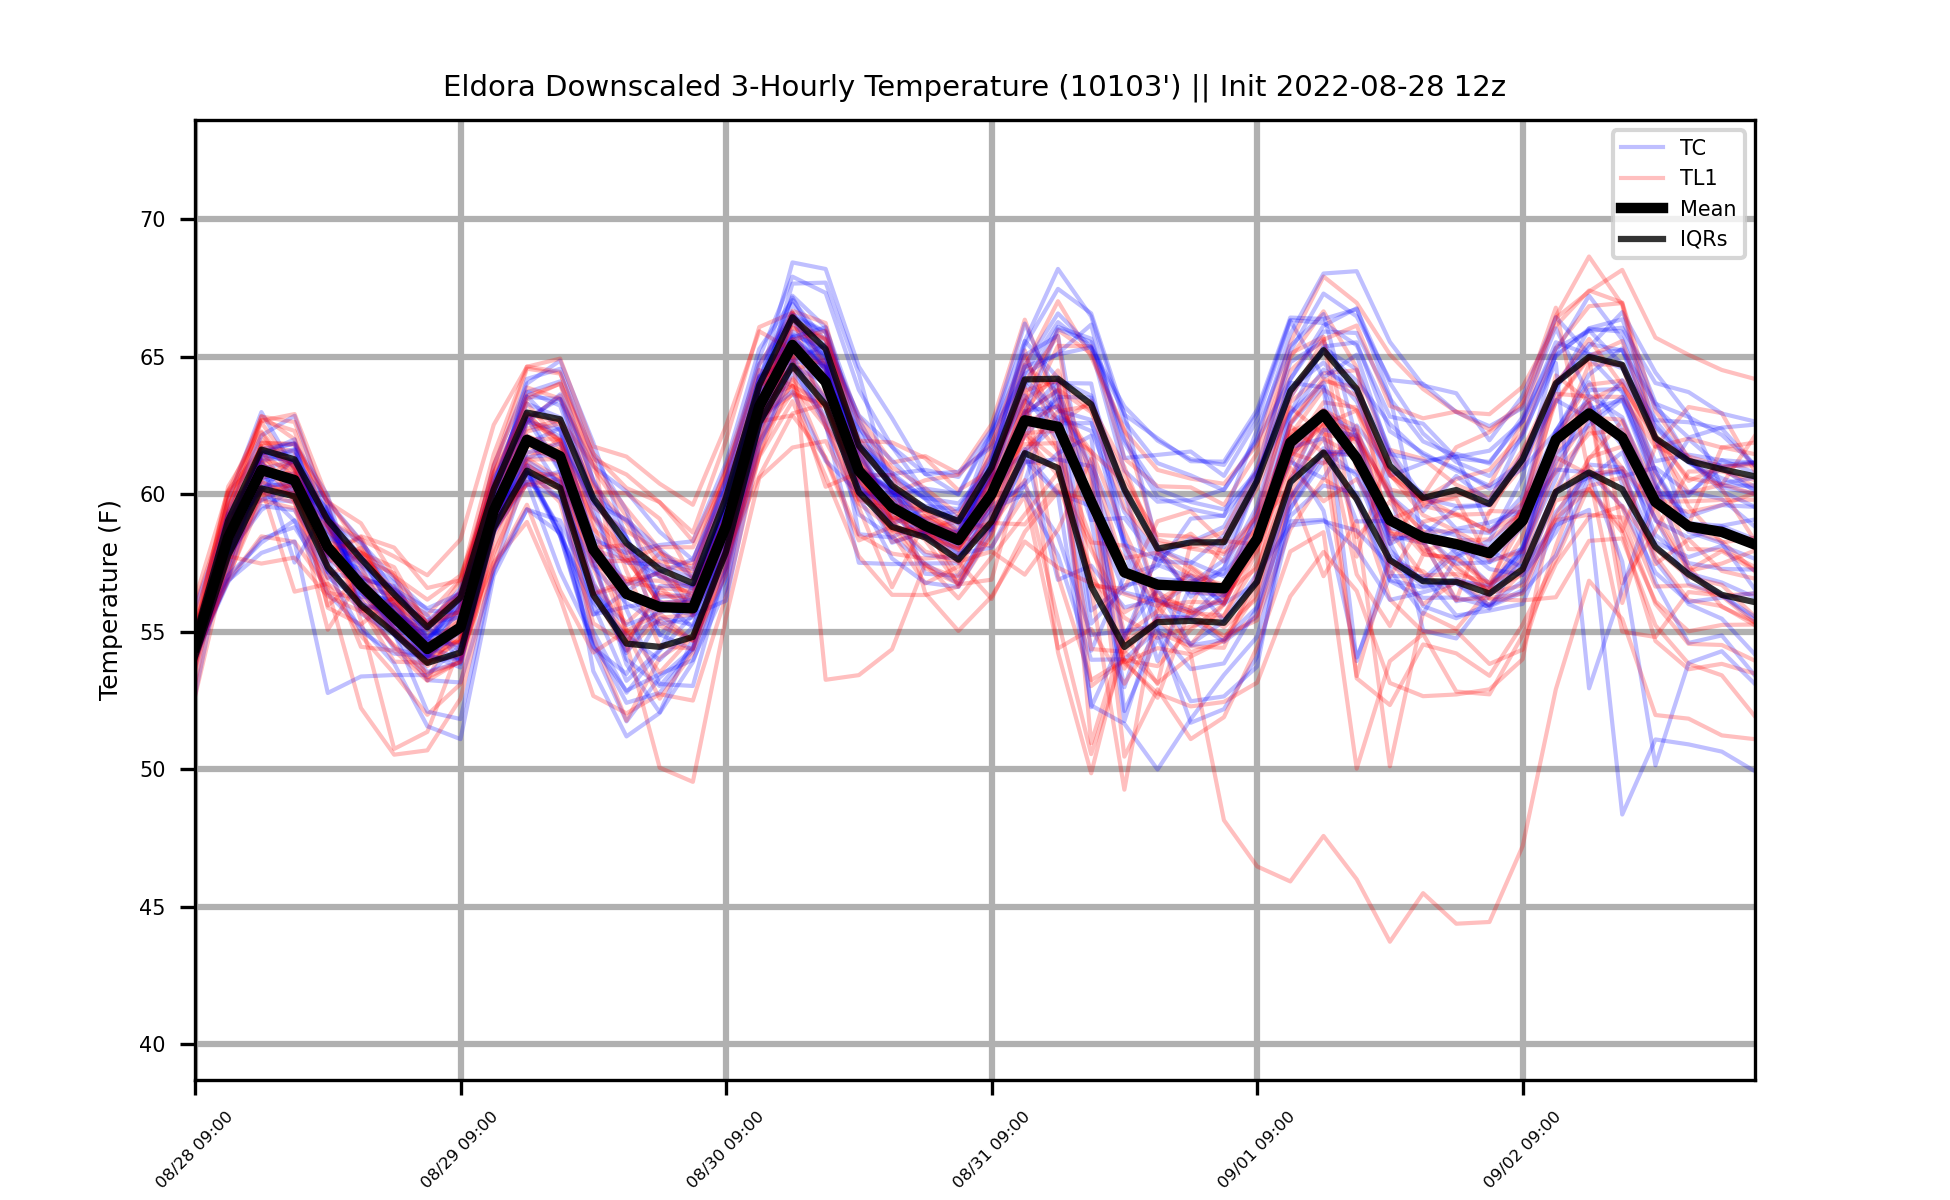 Eldora Downscaled 3-Hourly Temperature (10103') || Init 2022-08-28 12z
TC
TL1
Mean
IQRs
Temperature (F)
70
65
60
55
50
45
40
08/28 09:00
08/29 09:00
08/30 09:00
08/31 09:00
09/01 09:00
09/02 09:00